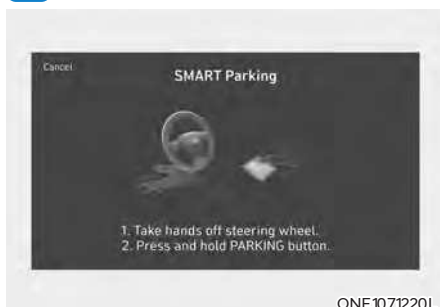 Cancel
SMART Parking
1. Take hands off steering wheel.
2. Press and hold PARKING button.
ONE1071220L